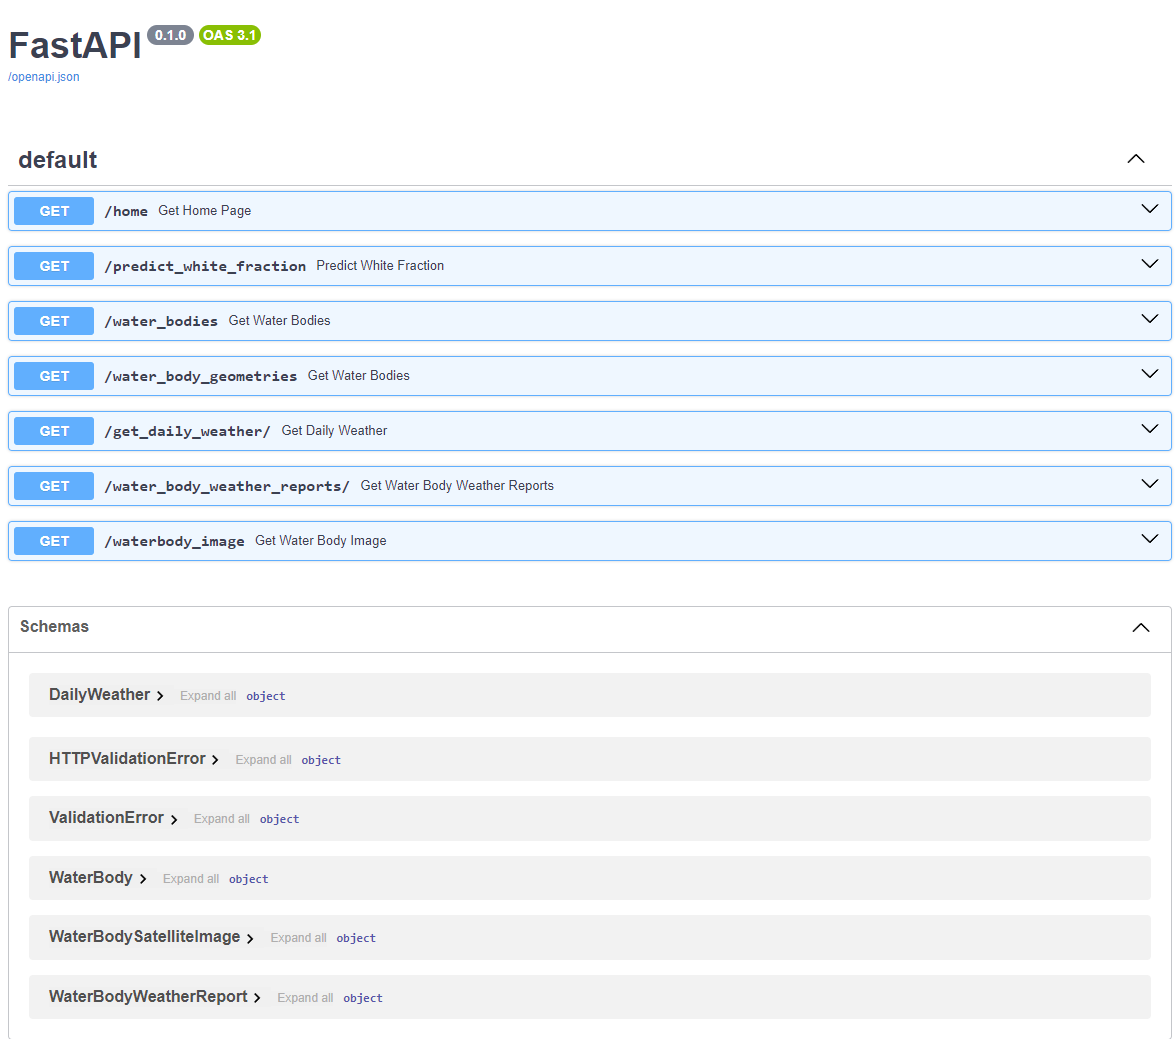 FastAPI 0.1.0 OAS 3.1
/openapi.json
default
GET /home Get Home Page
GET /predict_white_fraction Predict White Fraction
GET /water_bodies Get Water Bodies
GET /water_body_geometries Get Water Bodies
GET /get_daily_weather/ Get Daily Weather
GET /water_body_weather_reports/ Get Water Body Weather Reports
GET /waterbody_image Get Water Body Image
Schemas
DailyWeather Expand all object
HTTPValidationError Expand all object
ValidationError Expand all object
WaterBody Expand all object
WaterBodySatelliteImage Expand all object
WaterBodyWeatherReport Expand all object